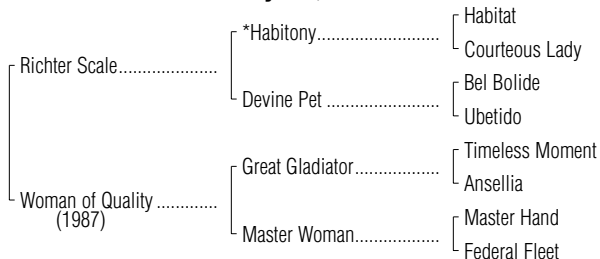 Habitat
*Habitony
Courteous Lady
Richter Scale
Bel Bolide
Devine Pet
Ubetido
Timeless Moment
Great Gladiator
Ansellia
Woman of Quality
(1987)
Master Hand
Master Woman
Federal Fleet